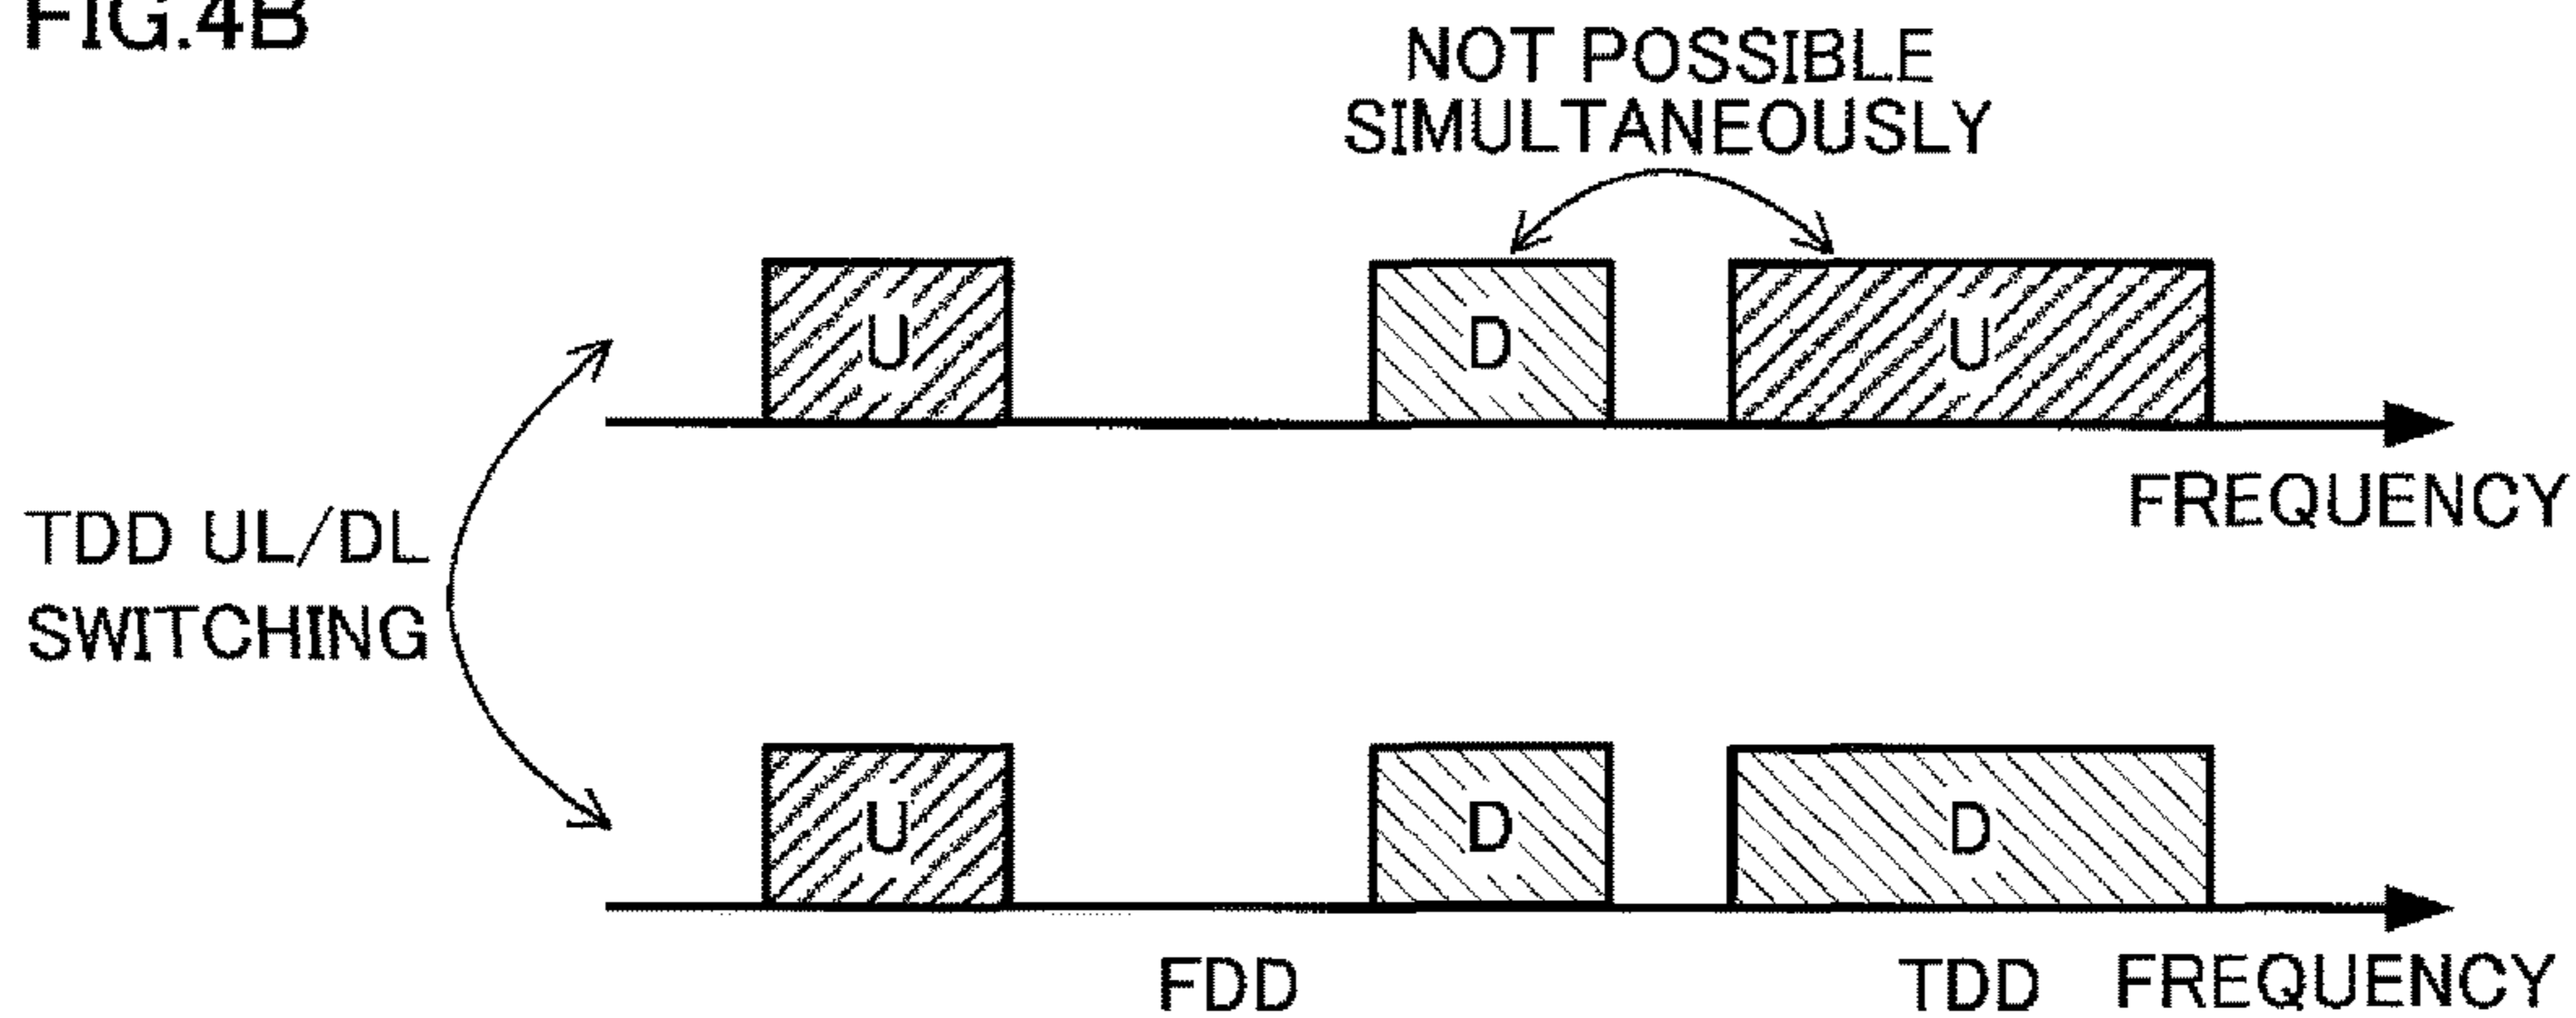 FIG.4B
NOT POSSIBLE
SIMULTANEOUSLY
U
D
U
FREQUENCY
TDD UL/DL
SWITCHING
U
D
D
FDD
TDD
FREQUENCY